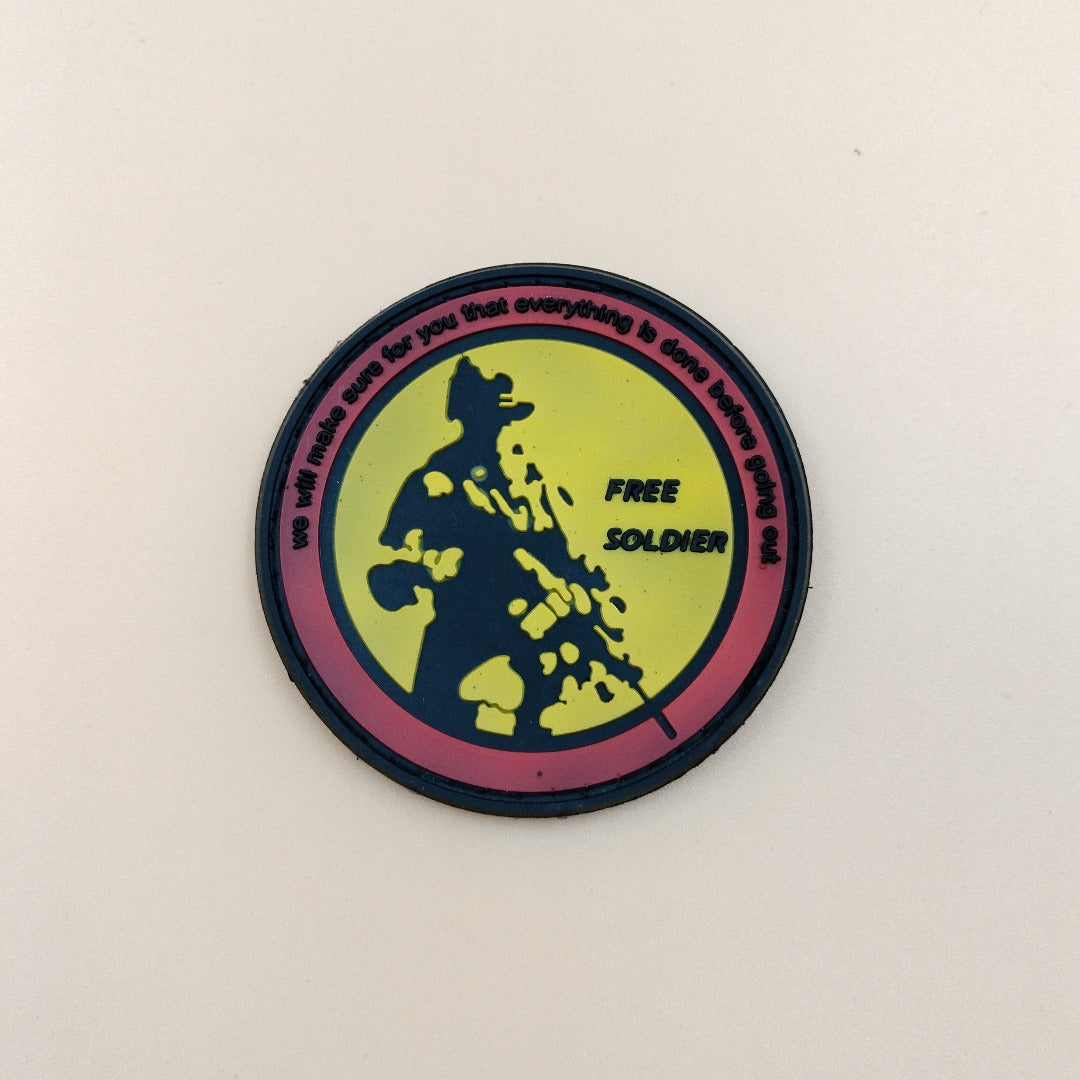 we will make sure for you that everything is done before going out
FREE
SOLDIER